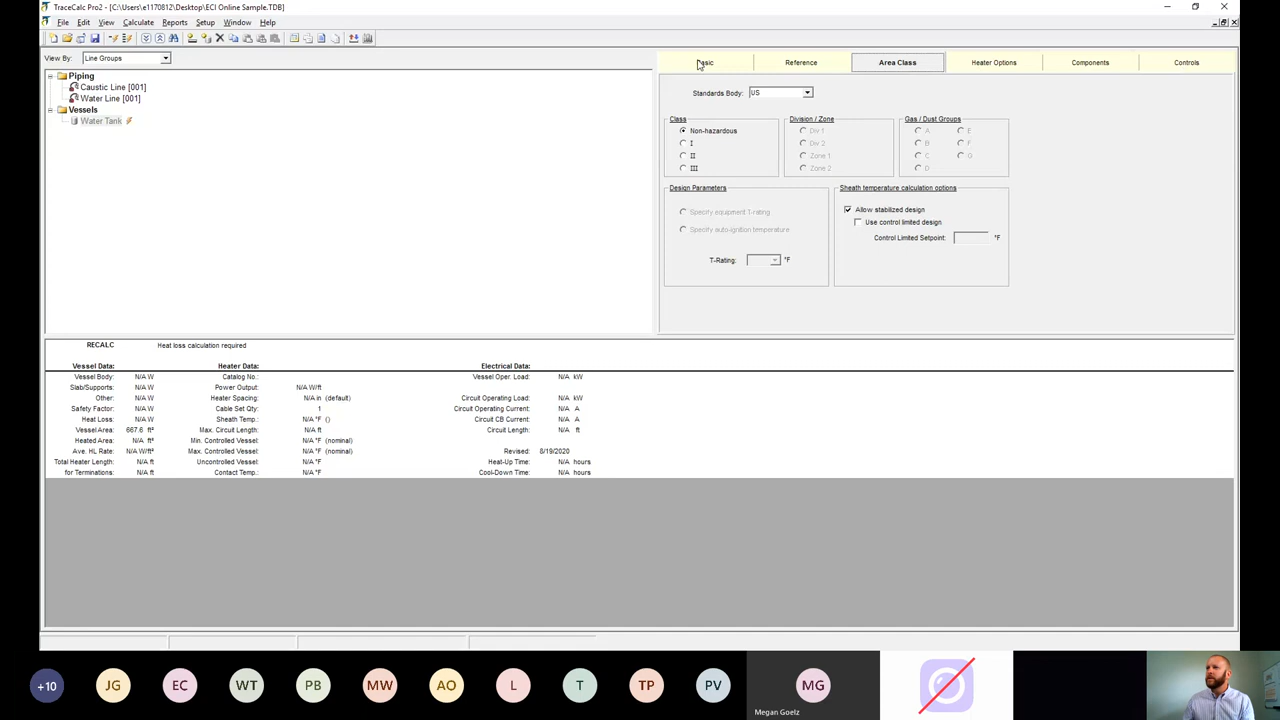 TraceCalc Pro2 - [C:\Users\e1170812\Desktop\ECI Online Sample.TDB]
File Edit View Calculate Reports Setup Window Help
View By: Line Groups
Piping
Caustic Line [001]
Water Line [001]
Vessels
Water Tank
Basic Reference Area Class Heater Options Components Controls
Standards Body: US
Class Division / Zone Gas / Dust Groups
Non-hazardous Div 1 A E
I Div 2 B F
II Zone 1 C G
III Zone 2 D
Design Parameters Sheath temperature calculation options
Specify equipment T-rating Allow stabilized design
Specify auto-ignition temperature Use control limited design
Control Limited Setpoint: °F
T-Rating: °F
RECALC Heat loss calculation required
Vessel Data: Heater Data: Electrical Data:
Vessel Body: N/A W Catalog No.: Vessel Oper. Load: N/A kW
Slab/Supports: N/A W Power Output: N/A W/ft
Other: N/A W Heater Spacing: N/A in (default) Circuit Operating Load: N/A kW
Safety Factor: N/A W Cable Set Qty: 1 Circuit Operating Current: N/A A
Heat Loss: N/A W Sheath Temp.: N/A °F () Circuit CB Current: N/A A
Vessel Area: 667.6 ft² Max. Circuit Length: N/A ft Circuit Length: N/A ft
Heated Area: N/A ft² Min. Controlled Vessel: N/A °F (nominal)
Ave. HL Rate: N/A W/ft² Max. Controlled Vessel: N/A °F (nominal) Revised: 8/19/2020
Total Heater Length: N/A ft Uncontrolled Vessel: N/A °F Heat-Up Time: N/A hours
for Terminations: N/A ft Contact Temp.: N/A °F Cool-Down Time: N/A hours
+10 JG EC WT PB MW AO L T TP PV MG
Megan Goelz